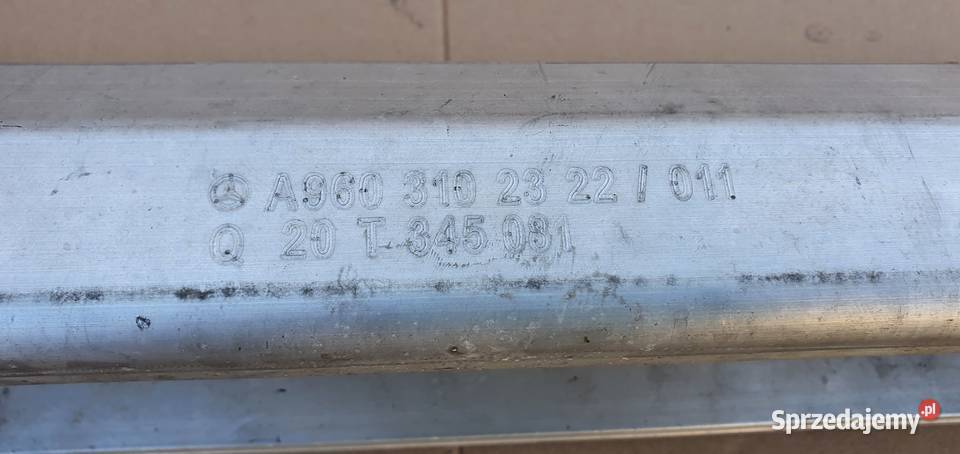 A960 310 23 22 / 011
Q 20 T 345 081
Sprzedajemy.pl